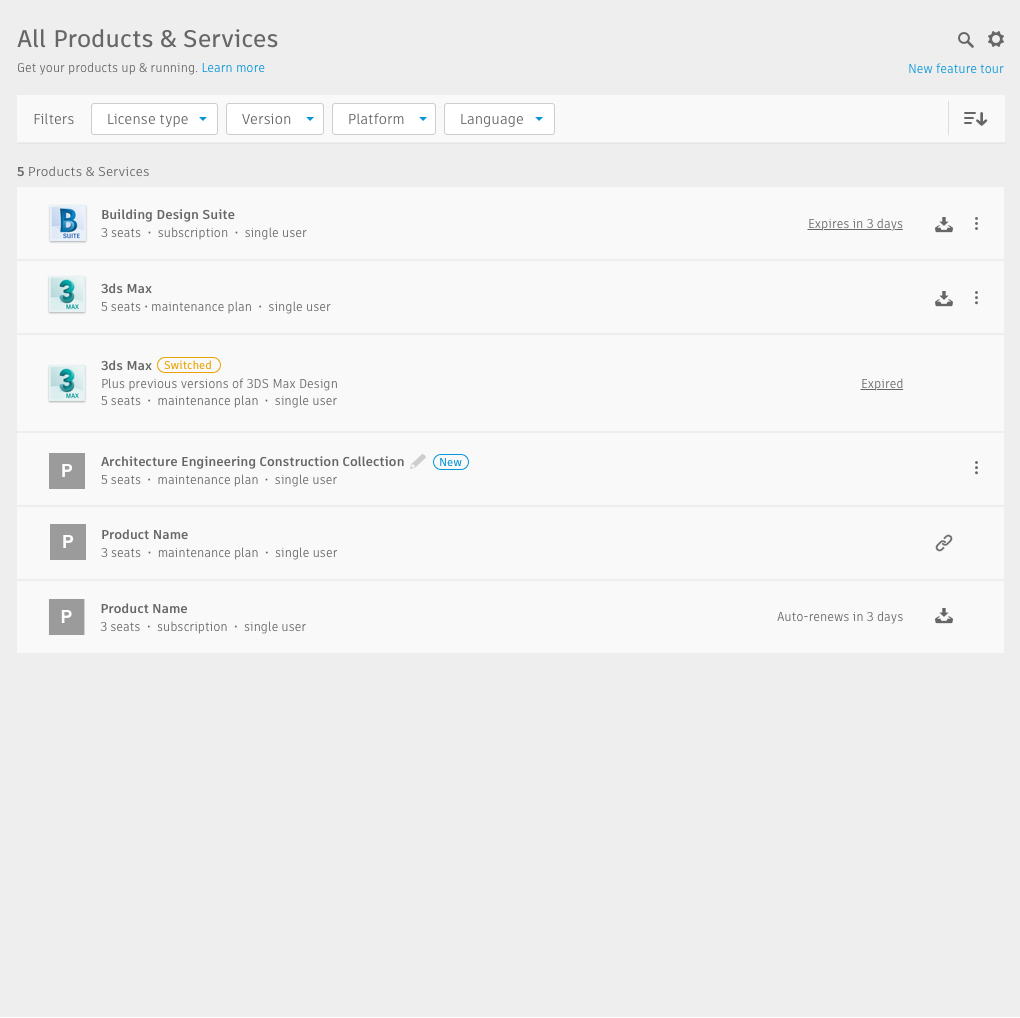 All Products & Services
Get your products up & running. Learn more
New feature tour
Filters License type Version Platform Language
5 Products & Services
B
SUITE
Building Design Suite
3 seats · subscription · single user
Expires in 3 days
3
MAX
3ds Max
5 seats · maintenance plan · single user
3
MAX
3ds Max Switched
Plus previous versions of 3DS Max Design
5 seats · maintenance plan · single user
Expired
P
Architecture Engineering Construction Collection New
5 seats · maintenance plan · single user
P
Product Name
3 seats · maintenance plan · single user
P
Product Name
3 seats · subscription · single user
Auto-renews in 3 days